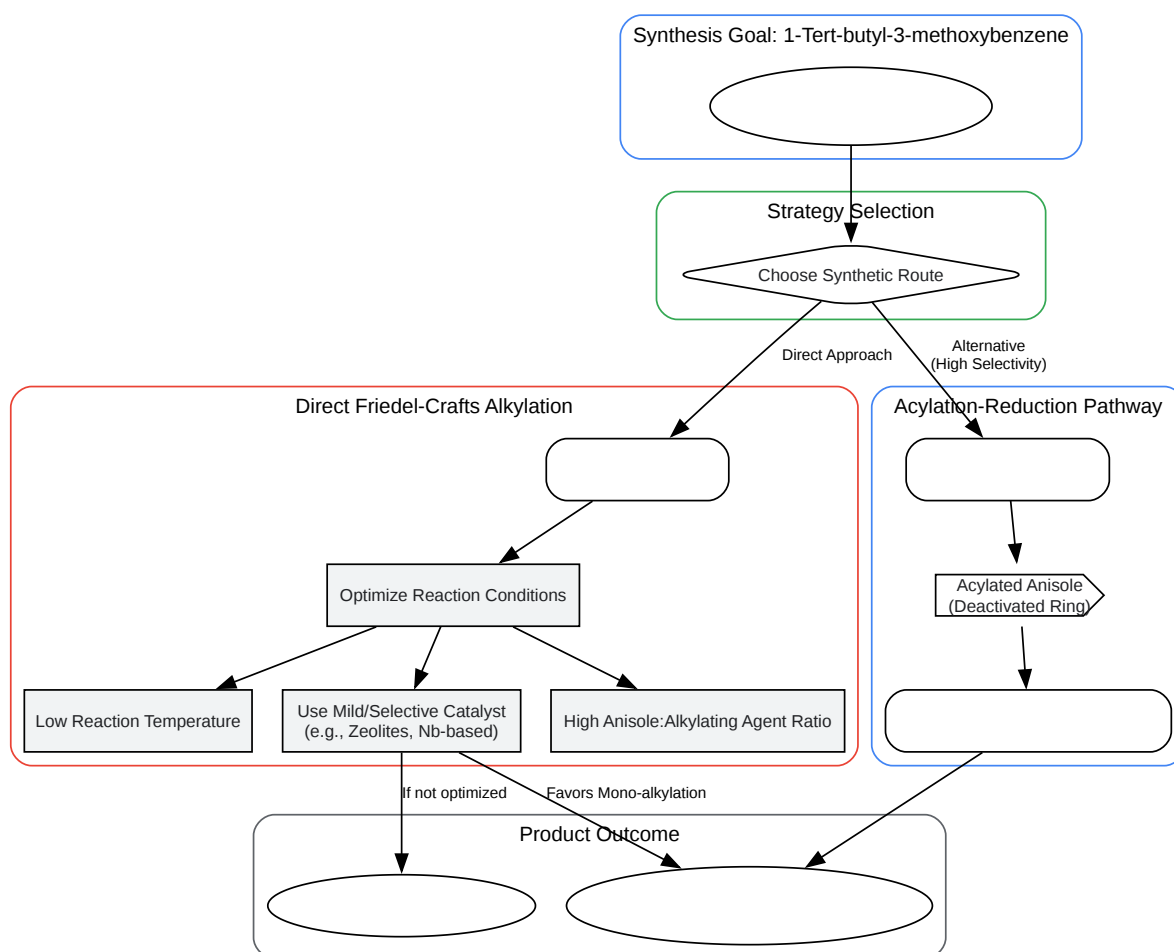 Synthesis Goal: 1-Tert-butyl-3-methoxybenzene
Strategy Selection
Choose Synthetic Route
Direct Approach
Alternative
(High Selectivity)
Direct Friedel-Crafts Alkylation
Acylation-Reduction Pathway
Optimize Reaction Conditions
Acylated Anisole
(Deactivated Ring)
Low Reaction Temperature
Use Mild/Selective Catalyst
(e.g., Zeolites, Nb-based)
High Anisole:Alkylating Agent Ratio
If not optimized
Favors Mono-alkylation
Product Outcome